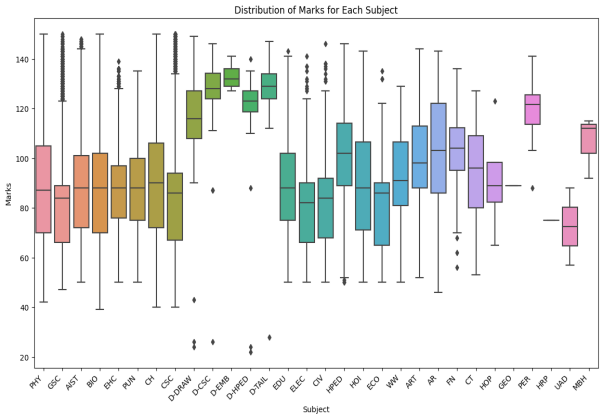 Distribution of Marks for Each Subject
Marks
140
120
100
80
60
40
20
PHY GSC AIST BIO EHC PUN CH CSC D-DRAW D-CSC D-EMB D-HPED D-TAIL EDU ELEC CIV HPED HOI ECO WW ART AR FN CT HOP GEO PER HRP UAD MBH
Subject